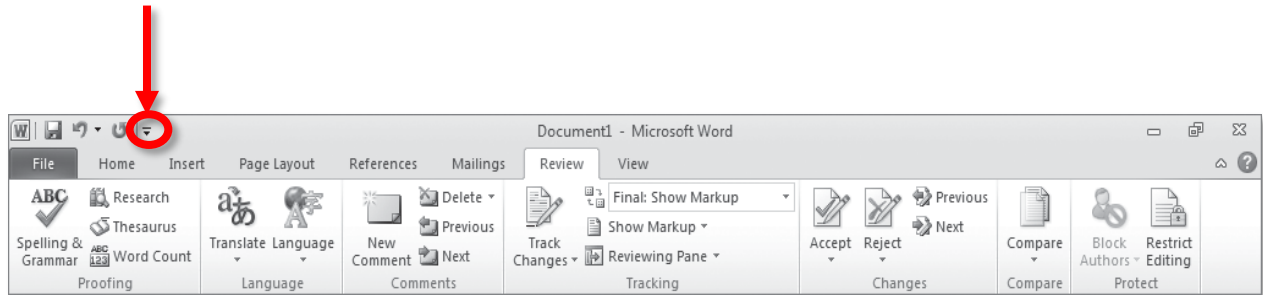 W
Document1 - Microsoft Word
File Home Insert Page Layout References Mailings Review View
ABC
Spelling & Grammar
Research
Thesaurus
ABC 123 Word Count
Proofing
aあ
Translate
A
Language
Language
New Comment
Delete
Previous
Next
Comments
Track Changes
Final: Show Markup
Show Markup
Reviewing Pane
Tracking
Accept
Reject
Previous
Next
Changes
Compare
Compare
Block Authors
Restrict Editing
Protect